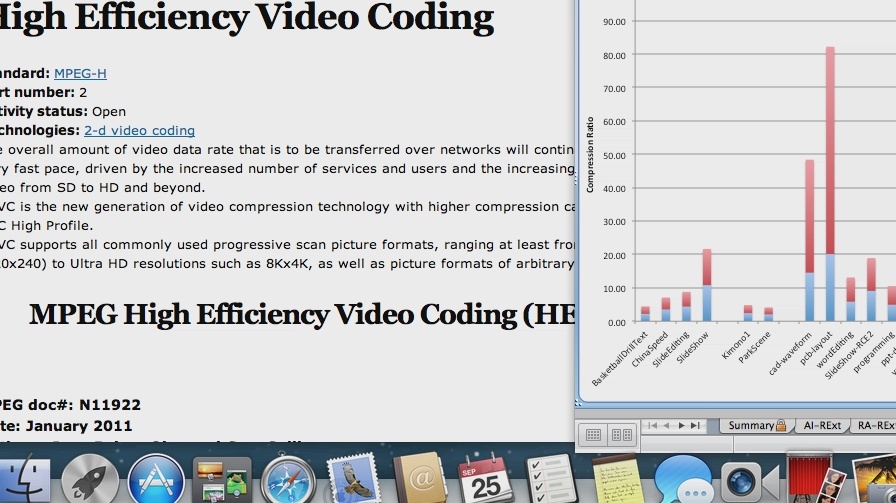 High Efficiency Video Coding
andard: MPEG-H
rt number: 2
tivity status: Open
chnologies: 2-d video coding
e overall amount of video data rate that is to be transferred over networks will contin
ry fast pace, driven by the increased number of services and users and the increasing
eo from SD to HD and beyond.
VC is the new generation of video compression technology with higher compression ca
C High Profile.
VC supports all commonly used progressive scan picture formats, ranging at least fro
0x240) to Ultra HD resolutions such as 8Kx4K, as well as picture formats of arbitrary
MPEG High Efficiency Video Coding (HE
PEG doc#: N11922
te: January 2011
90.00
80.00
70.00
60.00
50.00
40.00
30.00
20.00
10.00
0.00
Compression Ratio
BasketballDrillText
ChinaSpeed
SlideEditing
SlideShow
Kimono1
ParkScene
cad-waveform
pcb-layout
wordEditing
SlideShow-RCE2
programming
ppt-d
Summary
AI-RExt
RA-REx
SEP
25